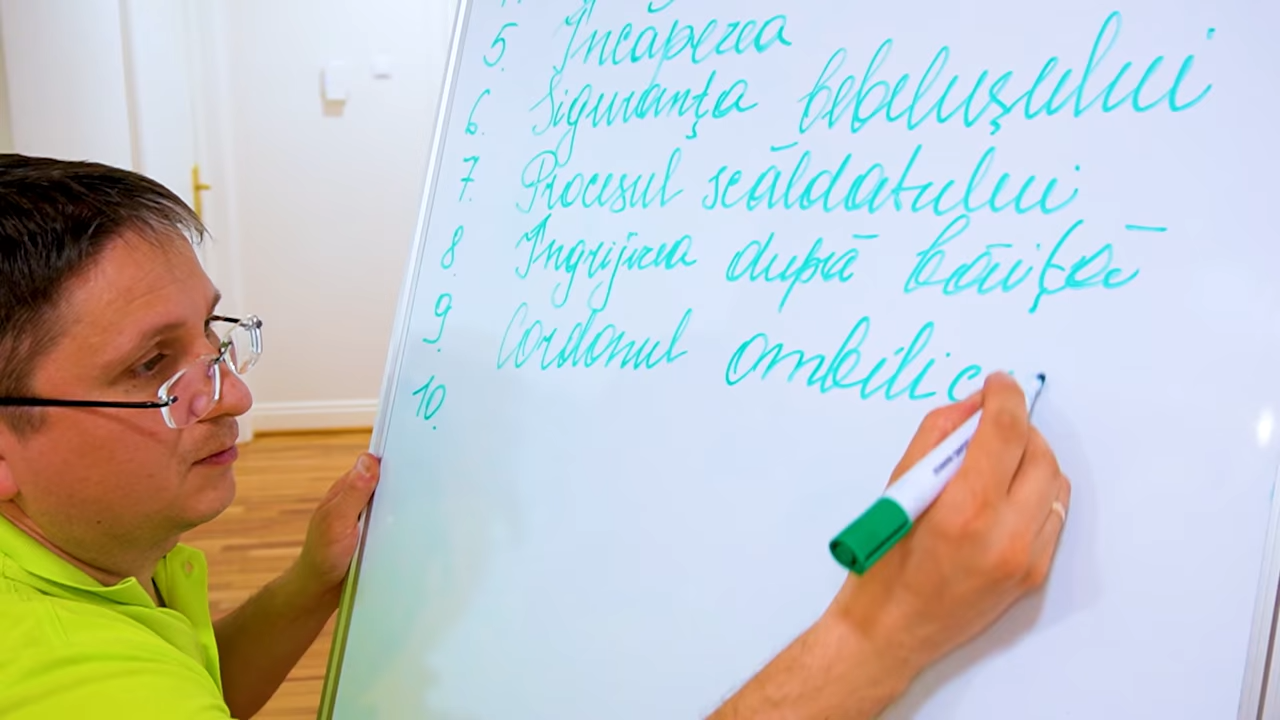 5. Încăperea
6. Siguranța bebelușului
7. Procesul scăldatului
8. Îngrijirea după băiță
9. Cordonul ombilic
10.